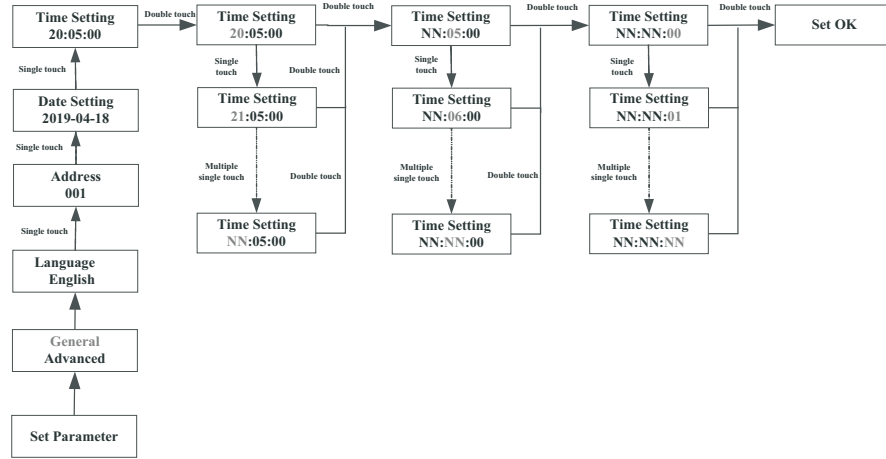 Time Setting
20:05:00
Double touch
Time Setting
20:05:00
Double touch
Time Setting
NN:05:00
Double touch
Time Setting
NN:NN:00
Double touch
Set OK
Single touch
Single
touch
Double touch
Single
touch
Single
touch
Date Setting
2019-04-18
Time Setting
21:05:00
Time Setting
NN:06:00
Time Setting
NN:NN:01
Single touch
Address
001
Multiple
single touch
Double touch
Multiple
single touch
Double touch
Multiple
single touch
Single touch
Time Setting
NN:05:00
Time Setting
NN:NN:00
Time Setting
NN:NN:NN
Language
English
General
Advanced
Set Parameter